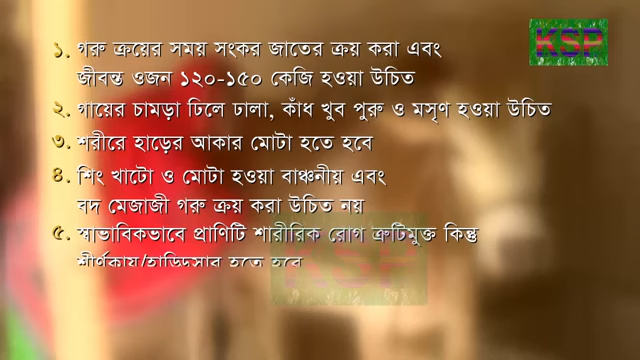 KSP
১. গরু ক্রয়ের সময় সংকর জাতের ক্রয় করা এবং
জীবন্ত ওজন ১২০-১৫০ কেজি হওয়া উচিত
২. গায়ের চামড়া ঢিলে ঢালা, কাঁধ খুব পুরু ও মসৃণ হওয়া উচিত
৩. শরীরে হাড়ের আকার মোটা হতে হবে
৪. শিং খাটো ও মোটা হওয়া বাঞ্চনীয় এবং
বদ মেজাজী গরু ক্রয় করা উচিত নয়
৫. স্বাভাবিকভাবে প্রাণিটি শারীরিক রোগ ত্রুটিমুক্ত কিন্তু
শীর্ণকায়/হাড্ডিসার হতে হবে
KSP